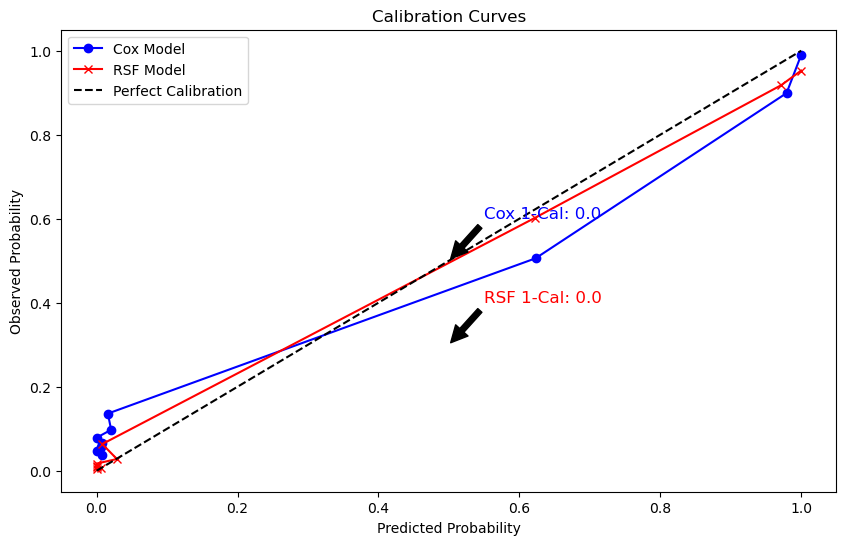 Calibration Curves
Cox Model
RSF Model
Perfect Calibration
1.0
0.8
0.6
0.4
0.2
0.0
Observed Probability
Cox 1-Cal: 0.0
RSF 1-Cal: 0.0
0.0 0.2 0.4 0.6 0.8 1.0
Predicted Probability